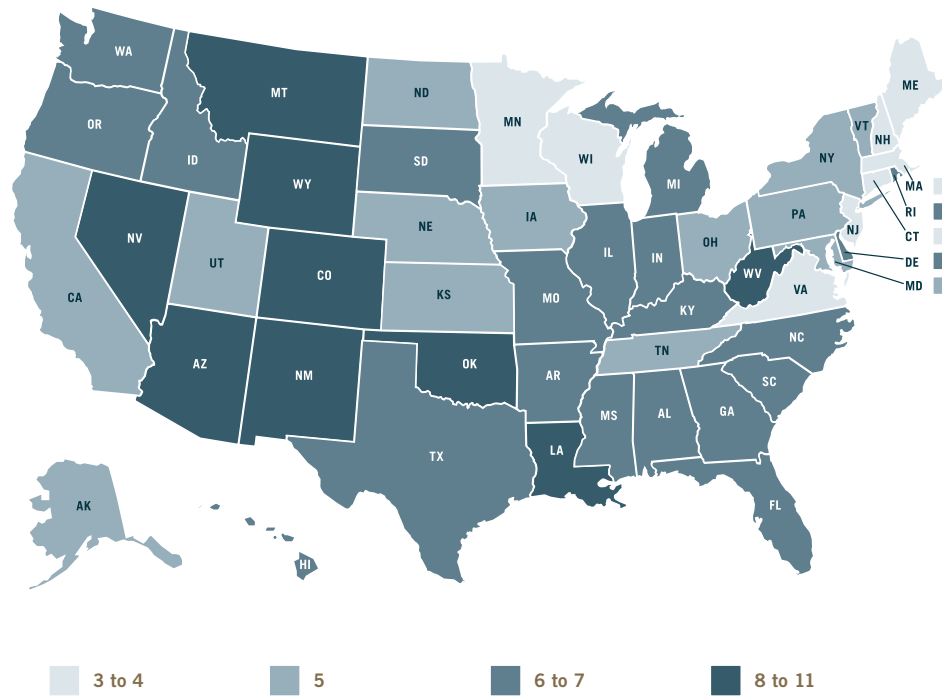 WA
MT
ND
MN
ME
OR
ID
SD
WI
VT
NH
WY
MI
NY
MA
RI
CT
NV
UT
CO
NE
IA
IL
IN
OH
PA
NJ
DE
MD
CA
KS
MO
WV
VA
KY
AZ
NM
OK
AR
TN
NC
SC
MS
AL
GA
TX
LA
FL
AK
HI
3 to 4
5
6 to 7
8 to 11